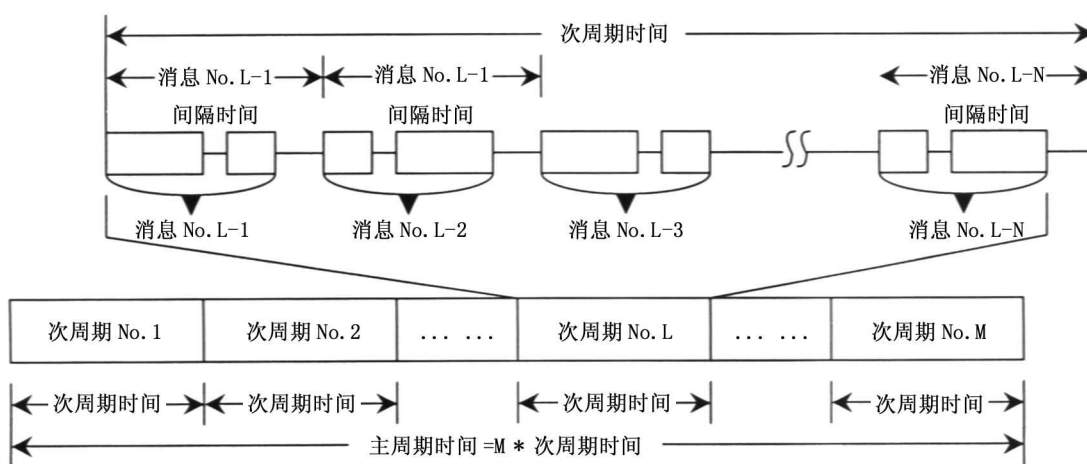 次周期时间
消息 No.L-1 消息 No.L-1 消息 No.L-N
间隔时间 间隔时间 间隔时间
消息 No.L-1 消息 No.L-2 消息 No.L-3 消息 No.L-N
次周期 No.1 次周期 No.2 ... ... 次周期 No.L ... ... 次周期 No.M
次周期时间 次周期时间 次周期时间 次周期时间
主周期时间 =M * 次周期时间